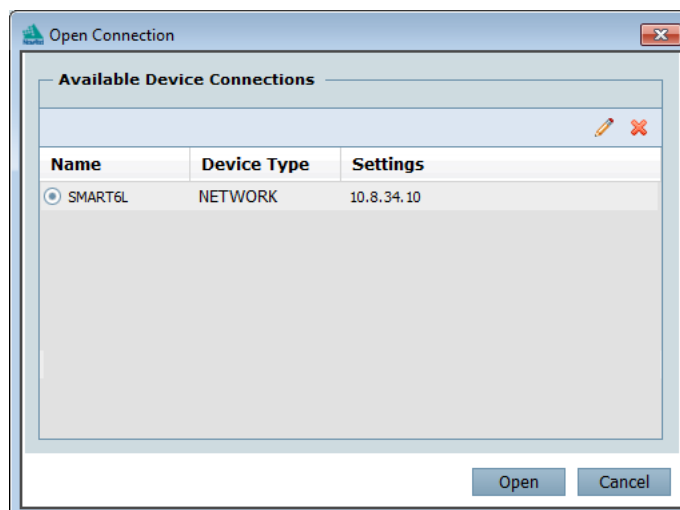 Open Connection
Available Device Connections
Name Device Type Settings
SMART6L NETWORK 10.8.34.10
Open Cancel